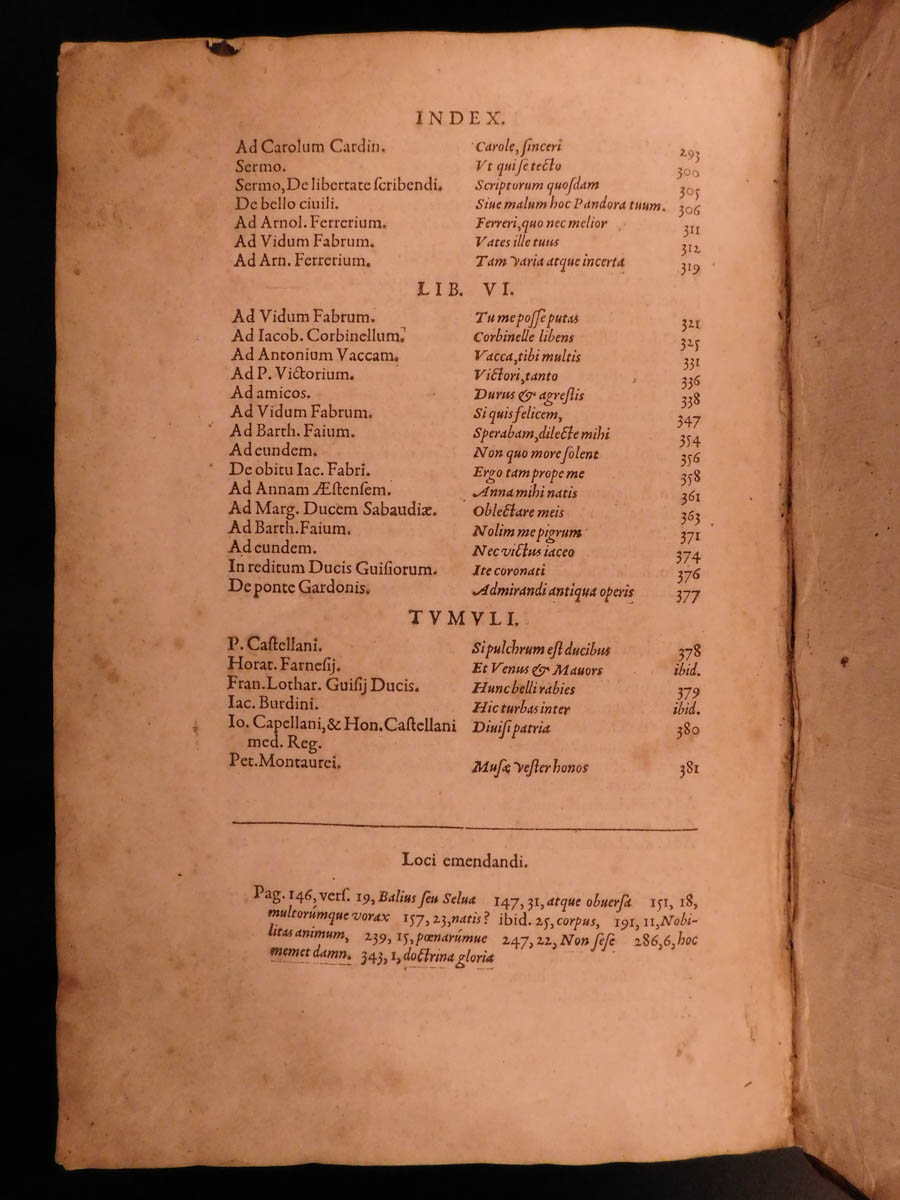 INDEX.
Ad Carolum Cardin. Carole, ſinceri 293
Sermo. Vt qui ſe tecto 300
Sermo, De libertate ſcribendi. Scriptorum quoſdam 305
De bello ciuili. Siue malum hoc Pandora tuum. 306
Ad Arnol. Ferrerium. Ferreri, quo nec melior 311
Ad Vidum Fabrum. Vates ille tuus 312
Ad Arn. Ferrerium. Tam varia atque incerta 319
LIB. VI.
Ad Vidum Fabrum. Tu me poſſe putas 321
Ad Iacob. Corbinellum. Corbinelle libens 325
Ad Antonium Vaccam. Vacca, tibi multis 331
Ad P. Victorium. Victori, tanto 336
Ad amicos. Durus & agreſtis 338
Ad Vidum Fabrum. Si quis felicem, 347
Ad Barth. Faium. Sperabam, dilecte mihi 354
Ad eundem. Non quo more ſolent 356
De obitu Iac. Fabri. Ergo tam prope me 358
Ad Annam Æſtenſem. Anna mihi natis 361
Ad Marg. Ducem Sabaudiæ. Oblectare meis 363
Ad Barth. Faium. Nolim me pigrum 371
Ad eundem. Nec victus iaceo 374
In reditum Ducis Guiſiorum. Ite coronati 376
De ponte Gardonis. Admirandi antiqua operis 377
TVMVLI.
P. Caſtellani. Si pulchrum eſt ducibus 378
Horat. Farneſij. Et Venus & Mauors ibid.
Fran. Lothar. Guiſij Ducis. Hunc belli rabies 379
Iac. Burdini. Hic turbas inter ibid.
Io. Capellani, & Hon. Caſtellani Diuiſi patria 380
med. Reg.
Pet. Montaurei. Muſæ veſter honos 381
Loci emendandi.
Pag. 146, verſ. 19, Balius ſeu Selua 147, 31, atque obuerſa 151, 18,
multorúmque vorax 157, 23, natis? ibid. 25, corpus, 191, 11, Nobi-
litas animum, 239, 15, pœnarúmue 247, 22, Non ſeſe 286, 6, hoc
memet damn. 343, 1, doctrina gloria